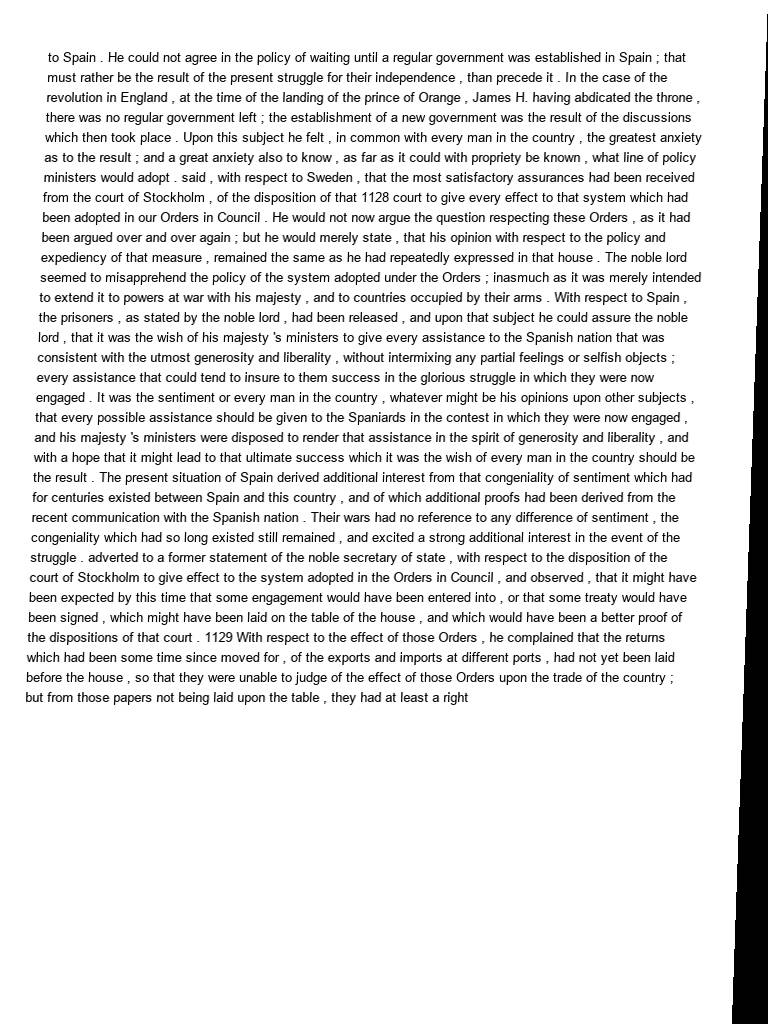 to Spain . He could not agree in the policy of waiting until a regular government was established in Spain ; that
must rather be the result of the present struggle for their independence , than precede it . In the case of the
revolution in England , at the time of the landing of the prince of Orange , James H. having abdicated the throne ,
there was no regular government left ; the establishment of a new government was the result of the discussions
which then took place . Upon this subject he felt , in common with every man in the country , the greatest anxiety
as to the result ; and a great anxiety also to know , as far as it could with propriety be known , what line of policy
ministers would adopt . said , with respect to Sweden , that the most satisfactory assurances had been received
from the court of Stockholm , of the disposition of that 1128 court to give every effect to that system which had
been adopted in our Orders in Council . He would not now argue the question respecting these Orders , as it had
been argued over and over again ; but he would merely state , that his opinion with respect to the policy and
expediency of that measure , remained the same as he had repeatedly expressed in that house . The noble lord
seemed to misapprehend the policy of the system adopted under the Orders ; inasmuch as it was merely intended
to extend it to powers at war with his majesty , and to countries occupied by their arms . With respect to Spain ,
the prisoners , as stated by the noble lord , had been released , and upon that subject he could assure the noble
lord , that it was the wish of his majesty 's ministers to give every assistance to the Spanish nation that was
consistent with the utmost generosity and liberality , without intermixing any partial feelings or selfish objects ;
every assistance that could tend to insure to them success in the glorious struggle in which they were now
engaged . It was the sentiment or every man in the country , whatever might be his opinions upon other subjects ,
that every possible assistance should be given to the Spaniards in the contest in which they were now engaged ,
and his majesty 's ministers were disposed to render that assistance in the spirit of generosity and liberality , and
with a hope that it might lead to that ultimate success which it was the wish of every man in the country should be
the result . The present situation of Spain derived additional interest from that congeniality of sentiment which had
for centuries existed between Spain and this country , and of which additional proofs had been derived from the
recent communication with the Spanish nation . Their wars had no reference to any difference of sentiment , the
congeniality which had so long existed still remained , and excited a strong additional interest in the event of the
struggle . adverted to a former statement of the noble secretary of state , with respect to the disposition of the
court of Stockholm to give effect to the system adopted in the Orders in Council , and observed , that it might have
been expected by this time that some engagement would have been entered into , or that some treaty would have
been signed , which might have been laid on the table of the house , and which would have been a better proof of
the dispositions of that court . 1129 With respect to the effect of those Orders , he complained that the returns
which had been some time since moved for , of the exports and imports at different ports , had not yet been laid
before the house , so that they were unable to judge of the effect of those Orders upon the trade of the country ;
but from those papers not being laid upon the table , they had at least a right